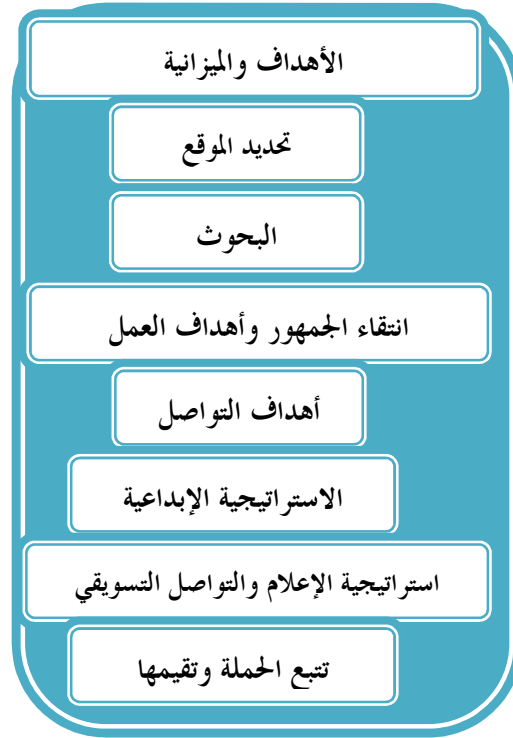 الأهداف والميزانية
تحديد الموقع
البحوث
انتقاء الجمهور وأهداف العمل
أهداف التواصل
الاستراتيجية الإبداعية
استراتيجية الإعلام والتواصل التسويقي
تتبع الحملة وتقيمها